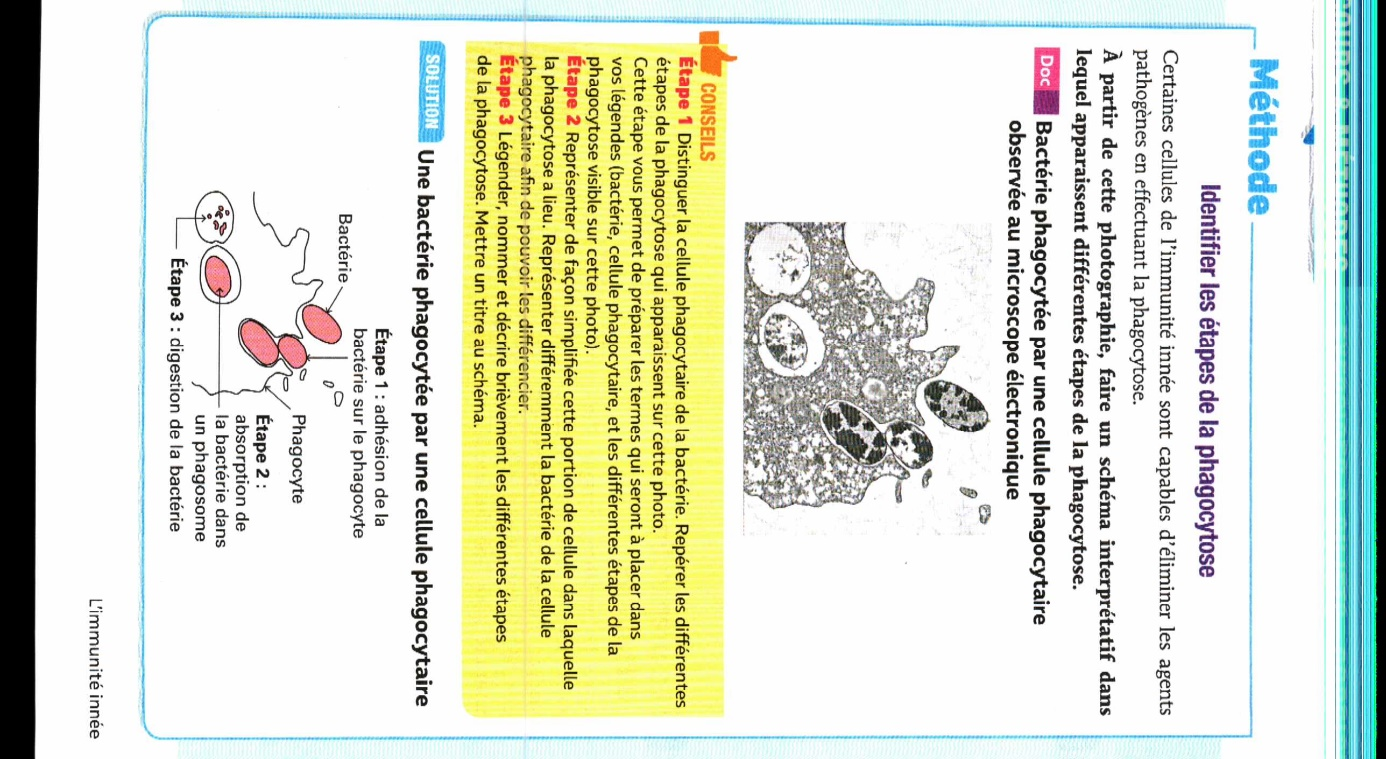 Méthode
Identifier les étapes de la phagocytose
Certaines cellules de l'immunité innée sont capables d'éliminer les agents
pathogènes en effectuant la phagocytose.
À partir de cette photographie, faire un schéma interprétatif dans
lequel apparaissent différentes étapes de la phagocytose.
Doc Bactérie phagocytée par une cellule phagocytaire
observée au microscope électronique
CONSEILS
Étape 1 Distinguer la cellule phagocytaire de la bactérie. Repérer les différentes
étapes de la phagocytose qui apparaissent sur cette photo.
Cette étape vous permet de préparer les termes qui seront à placer dans
vos légendes (bactérie, cellule phagocytaire, et les différentes étapes de la
phagocytose visible sur cette photo).
Étape 2 Représenter de façon simplifiée cette portion de cellule dans laquelle
la phagocytose a lieu. Représenter différemment la bactérie de la cellule
phagocytaire afin de pouvoir les différencier.
Étape 3 Légender, nommer et décrire brièvement les différentes étapes
de la phagocytose. Mettre un titre au schéma.
SOLUTION Une bactérie phagocytée par une cellule phagocytaire
Bactérie
Étape 1 : adhésion de la
bactérie sur le phagocyte
Phagocyte
Étape 2 :
absorption de
la bactérie dans
un phagosome
Étape 3 : digestion de la bactérie
L'immunité innée